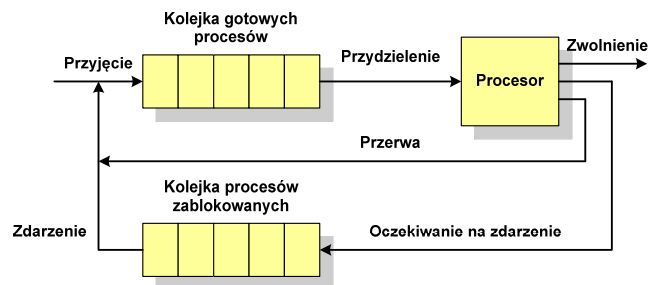 Kolejka gotowych
procesów
Przyjęcie
Przydzielenie
Procesor
Zwolnienie
Przerwa
Kolejka procesów
zablokowanych
Zdarzenie
Oczekiwanie na zdarzenie